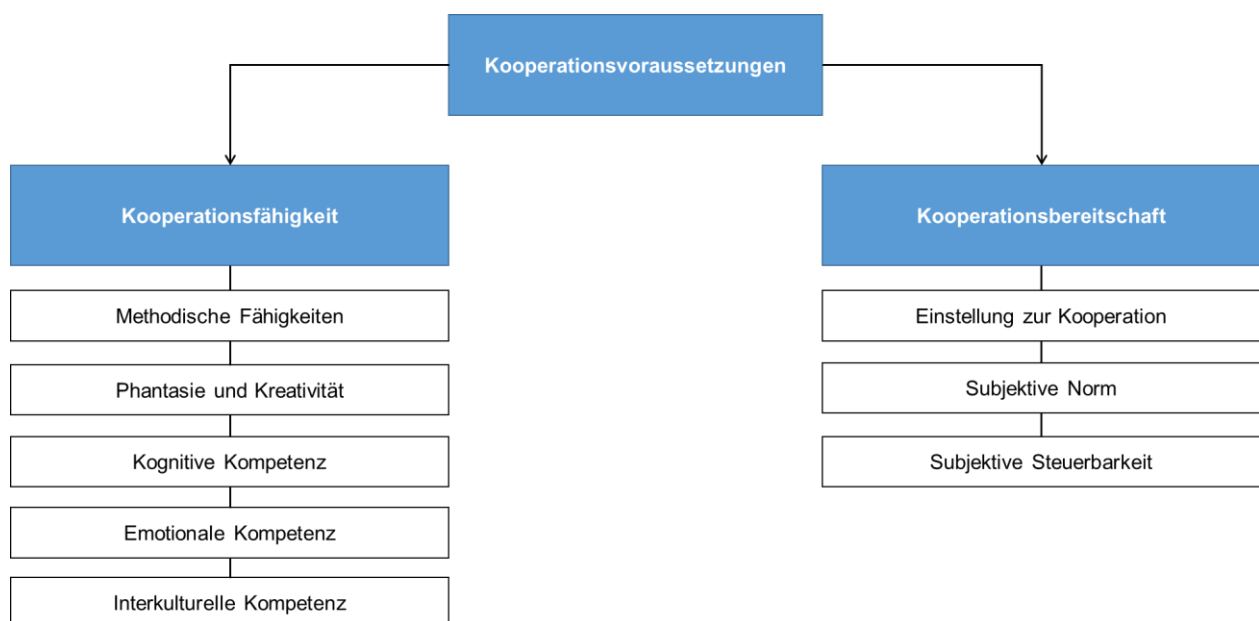 Kooperationsvoraussetzungen
Kooperationsfähigkeit
Methodische Fähigkeiten
Phantasie und Kreativität
Kognitive Kompetenz
Emotionale Kompetenz
Interkulturelle Kompetenz
Kooperationsbereitschaft
Einstellung zur Kooperation
Subjektive Norm
Subjektive Steuerbarkeit